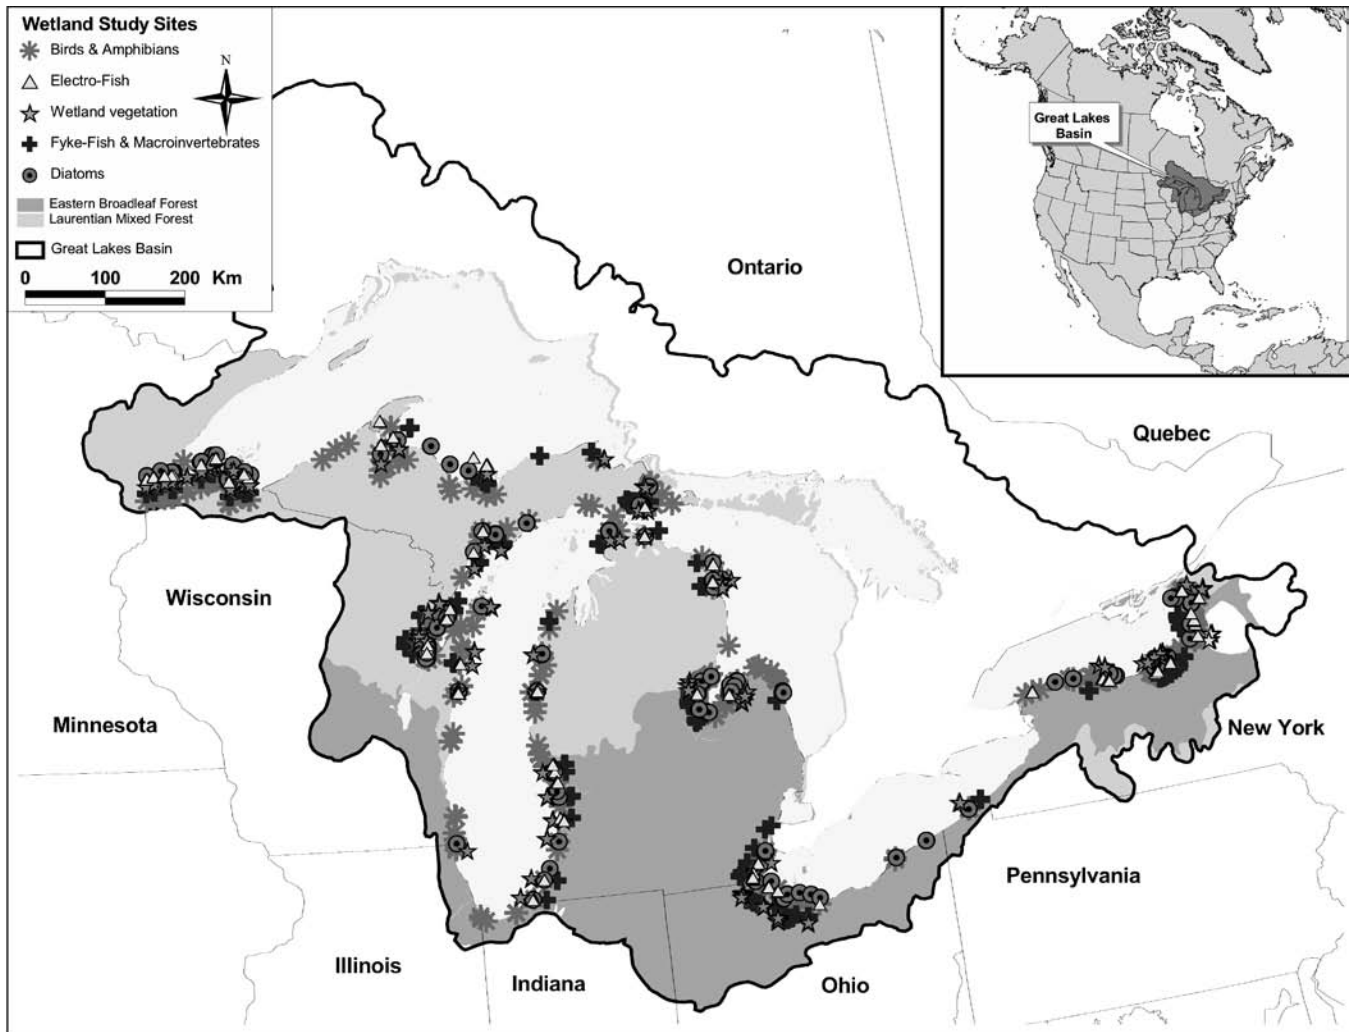 Wetland Study Sites
Birds & Amphibians
N
Electro-Fish
Wetland vegetation
Fyke-Fish & Macroinvertebrates
Diatoms
Eastern Broadleaf Forest
Laurentian Mixed Forest
Great Lakes Basin
0 100 200 Km
Great Lakes
Basin
Ontario
Quebec
Wisconsin
Minnesota
New York
Pennsylvania
Illinois
Indiana
Ohio